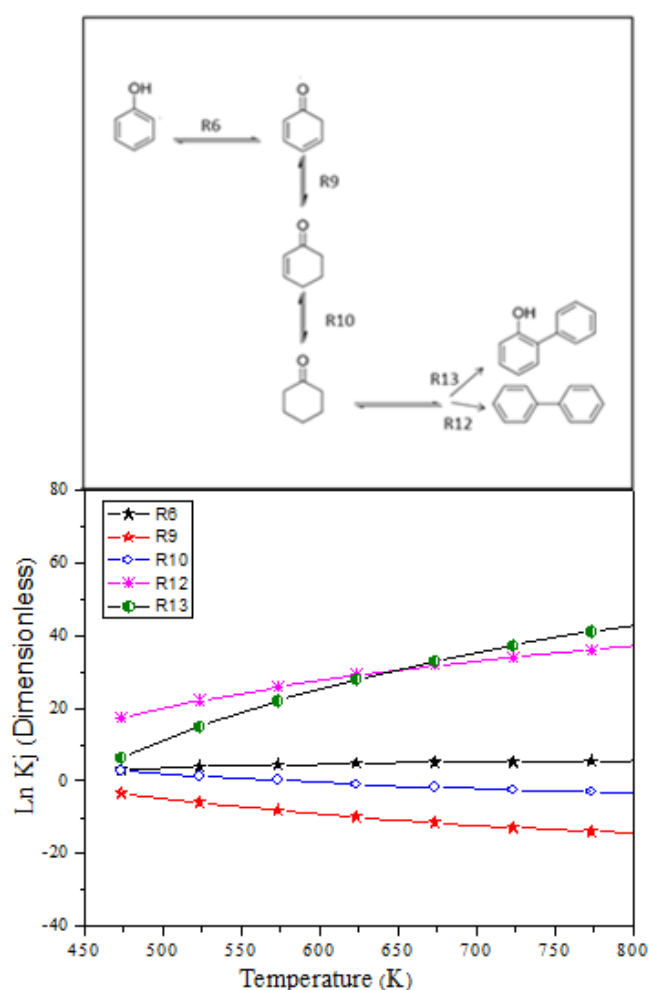 OH
O
R6
R9
O
R10
O
OH
R13
R12
80
60
40
20
0
-20
-40
R6
R9
R10
R12
R13
Ln Kj (Dimensionless)
450 500 550 600 650 700 750 800
Temperature (K)